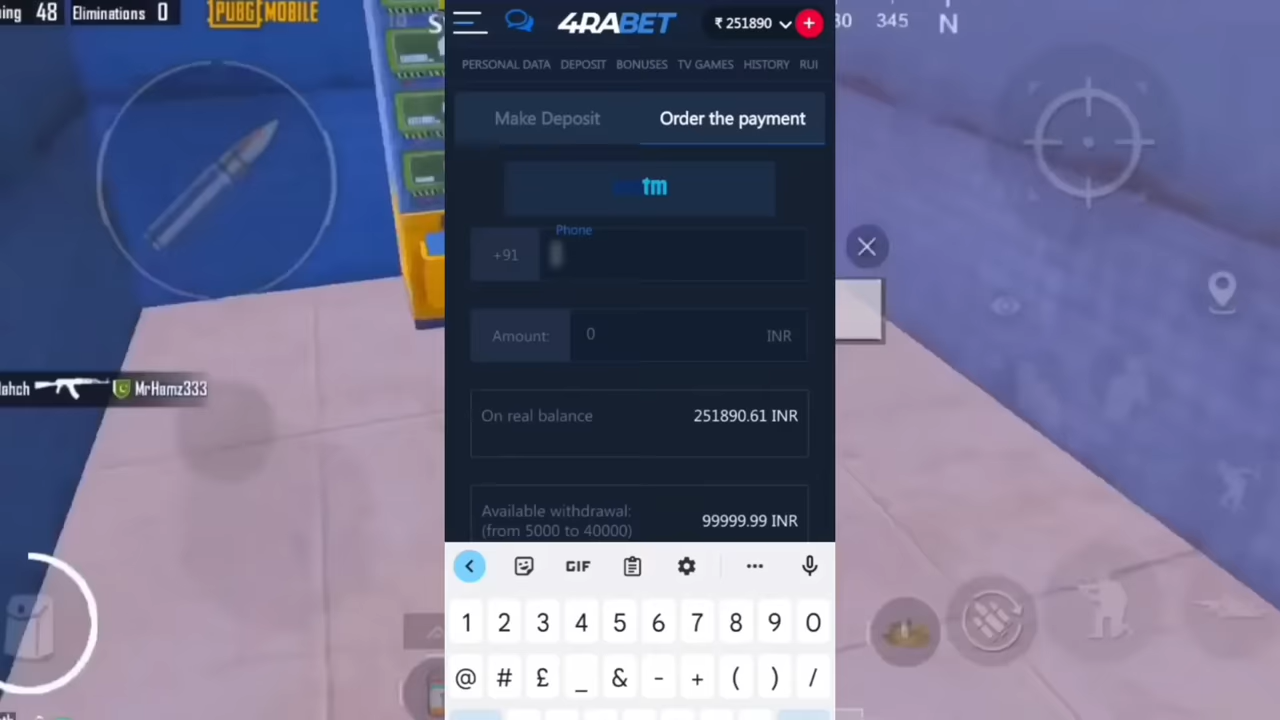 48
Eliminations 0
PUBG MOBILE
4RABET
₹ 251890
+
345
N
PERSONAL DATA DEPOSIT BONUSES TV GAMES HISTORY RUI
Make Deposit Order the payment
tm
Phone
+91
Amount: 0 INR
MrHamz333
On real balance 251890.61 INR
Available withdrawal: 99999.99 INR
(from 5000 to 40000)
GIF
1 2 3 4 5 6 7 8 9 0
@ # £ _ & - + ( ) /